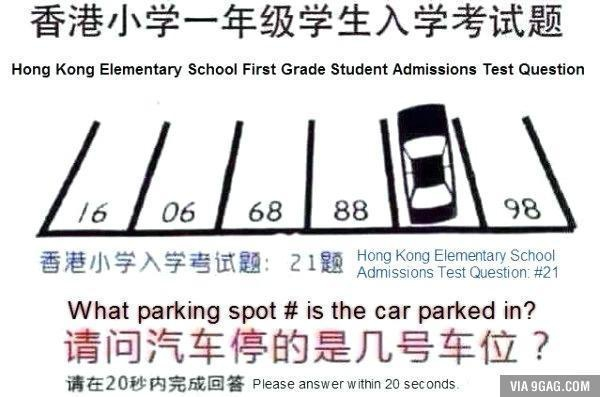 香港小学一年级学生入学考试题
Hong Kong Elementary School First Grade Student Admissions Test Question
16 06 68 88 98
香港小学入学考试题: 21题
Hong Kong Elementary School
Admissions Test Question: #21
What parking spot # is the car parked in?
请问汽车停的是几号车位？
请在20秒内完成回答 Please answer within 20 seconds.
VIA 9GAG.COM